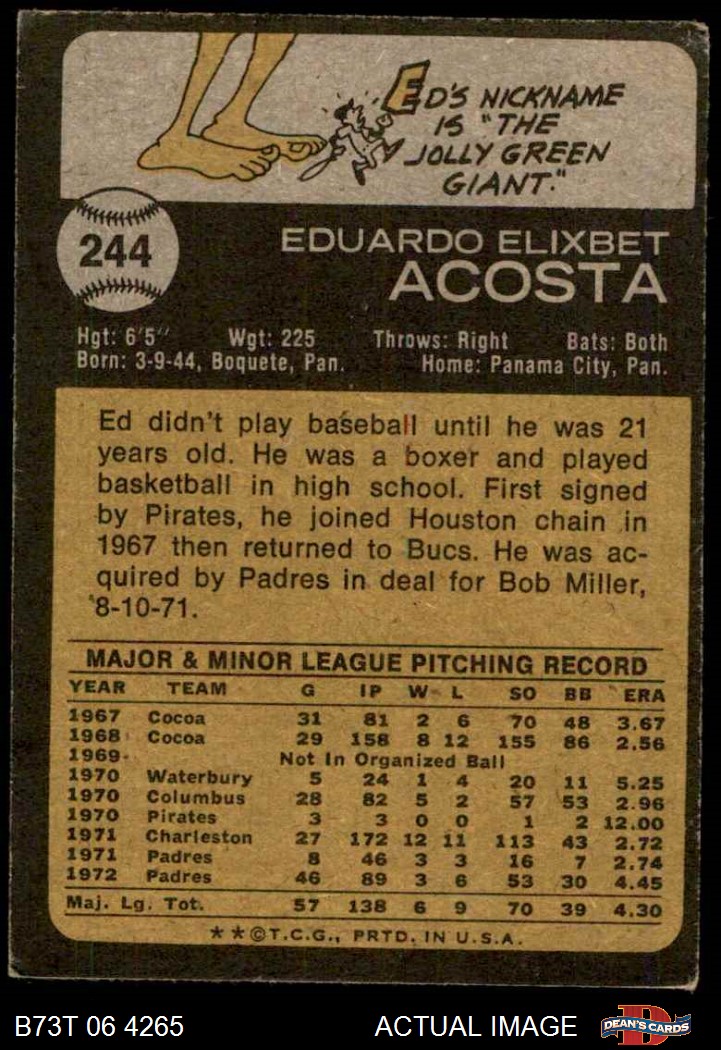 ED'S NICKNAME
IS "THE
JOLLY GREEN
GIANT."
244
EDUARDO ELIXBET
ACOSTA
Hgt: 6'5" Wgt: 225 Throws: Right Bats: Both
Born: 3-9-44, Boquete, Pan. Home: Panama City, Pan.
Ed didn't play baseball until he was 21
years old. He was a boxer and played
basketball in high school. First signed
by Pirates, he joined Houston chain in
1967 then returned to Bucs. He was ac-
quired by Padres in deal for Bob Miller,
8-10-71.
MAJOR & MINOR LEAGUE PITCHING RECORD
YEAR TEAM G IP W L SO BB ERA
1967 Cocoa 31 81 2 6 70 48 3.67
1968 Cocoa 29 158 8 12 155 86 2.56
1969 Not In Organized Ball
1970 Waterbury 5 24 1 4 20 11 5.25
1970 Columbus 28 82 5 2 57 53 2.96
1970 Pirates 3 3 0 0 1 2 12.00
1971 Charleston 27 172 12 11 113 43 2.72
1971 Padres 8 46 3 3 16 7 2.74
1972 Padres 46 89 3 6 53 30 4.45
Maj. Lg. Tot. 57 138 6 9 70 39 4.30
**©T.C.G., PRTD. IN U.S.A.
B73T 06 4265 ACTUAL IMAGE D DEAN'S CARDS